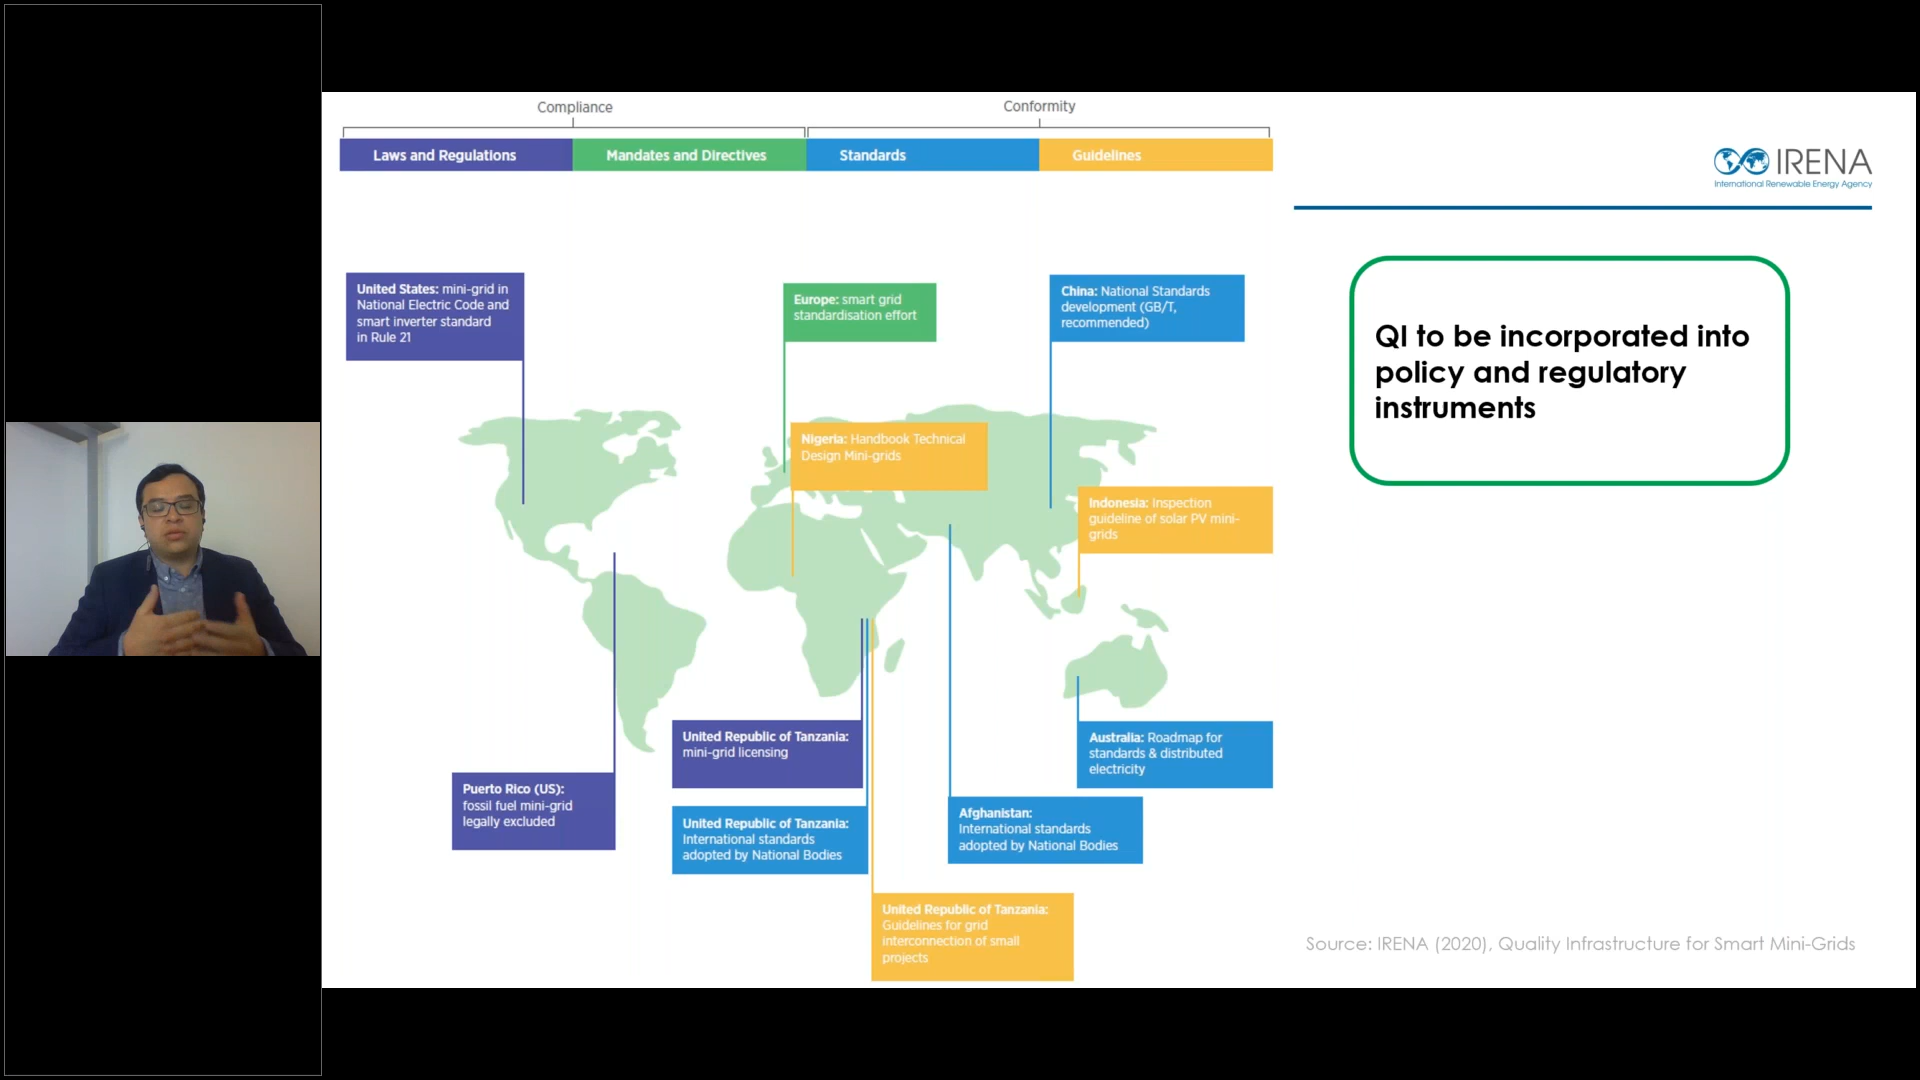 Compliance
Conformity
Laws and Regulations
Mandates and Directives
Standards
Guidelines
IRENA
International Renewable Energy Agency
United States: mini-grid in
National Electric Code and
smart inverter standard
in Rule 21
Europe: smart grid
standardisation effort
China: National Standards
development (GB/T,
recommended)
QI to be incorporated into
policy and regulatory
instruments
Nigeria: Handbook Technical
Design Mini-grids
Indonesia: Inspection
guideline of solar PV mini-
grids
United Republic of Tanzania:
mini-grid licensing
Australia: Roadmap for
standards & distributed
electricity
Puerto Rico (US):
fossil fuel mini-grid
legally excluded
United Republic of Tanzania:
International standards
adopted by National Bodies
Afghanistan:
International standards
adopted by National Bodies
United Republic of Tanzania:
Guidelines for grid
interconnection of small
projects
Source: IRENA (2020), Quality Infrastructure for Smart Mini-Grids